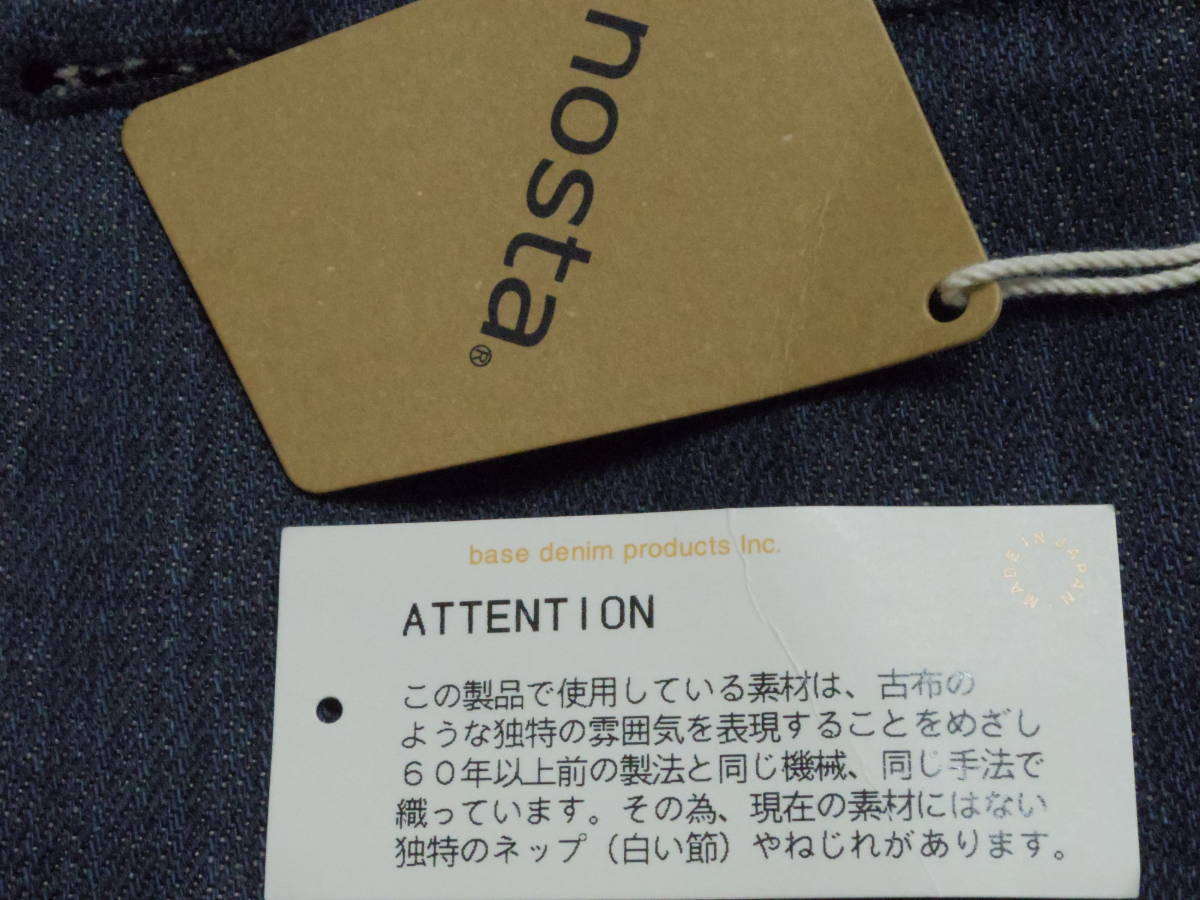 nosta®
base denim products Inc.
MADE IN JAPAN
ATTENTION
この製品で使用している素材は、古布の
ような独特の雰囲気を表現することをめざし
６０年以上前の製法と同じ機械、同じ手法で
織っています。その為、現在の素材にはない
独特のネップ（白い節）やねじれがあります。